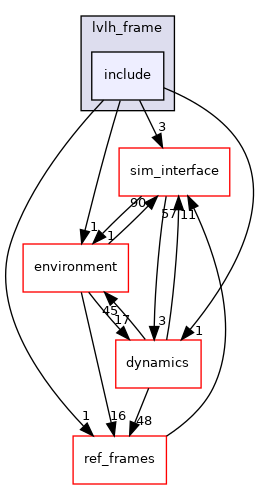 lvlh_frame
include
3
sim_interface
90
1
57
11
1
environment
45
17
3
1
dynamics
1
16
48
ref_frames